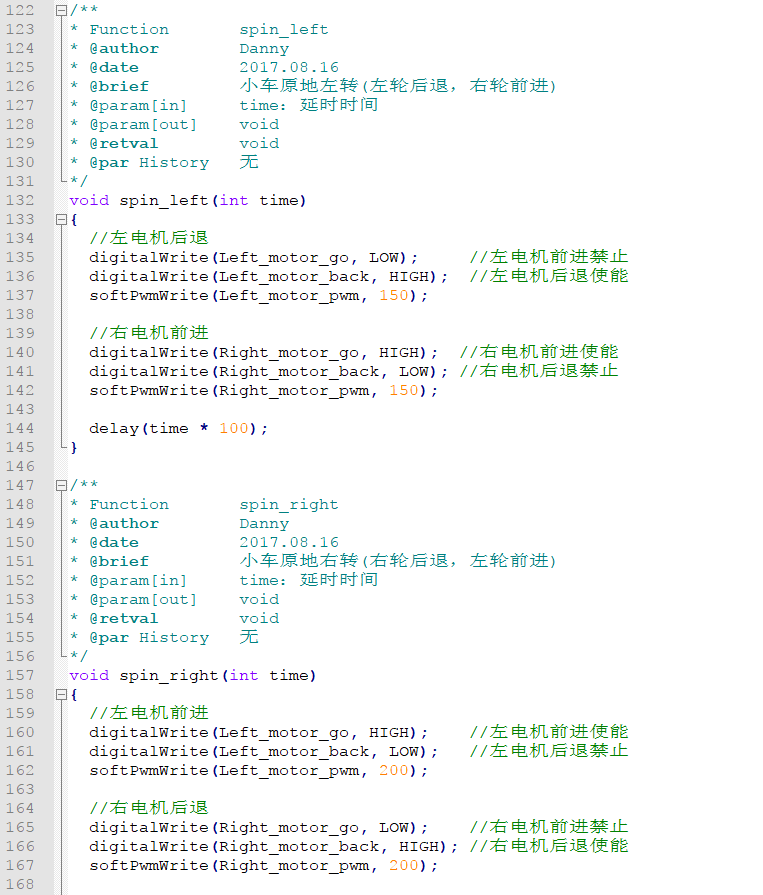 122 /**
123 * Function       spin_left
124 * @author        Danny
125 * @date          2017.08.16
126 * @brief         小车原地左转(左轮后退，右轮前进)
127 * @param[in]     time：延时时间
128 * @param[out]    void
129 * @retval        void
130 * @par History   无
131 */
132 void spin_left(int time)
133 {
134   //左电机后退
135   digitalWrite(Left_motor_go, LOW);     //左电机前进禁止
136   digitalWrite(Left_motor_back, HIGH);  //左电机后退使能
137   softPwmWrite(Left_motor_pwm, 150);
138
139   //右电机前进
140   digitalWrite(Right_motor_go, HIGH);  //右电机前进使能
141   digitalWrite(Right_motor_back, LOW); //右电机后退禁止
142   softPwmWrite(Right_motor_pwm, 150);
143
144   delay(time * 100);
145 }
146
147 /**
148 * Function       spin_right
149 * @author        Danny
150 * @date          2017.08.16
151 * @brief         小车原地右转(右轮后退，左轮前进)
152 * @param[in]     time：延时时间
153 * @param[out]    void
154 * @retval        void
155 * @par History   无
156 */
157 void spin_right(int time)
158 {
159   //左电机前进
160   digitalWrite(Left_motor_go, HIGH);    //左电机前进使能
161   digitalWrite(Left_motor_back, LOW);   //左电机后退禁止
162   softPwmWrite(Left_motor_pwm, 200);
163
164   //右电机后退
165   digitalWrite(Right_motor_go, LOW);    //右电机前进禁止
166   digitalWrite(Right_motor_back, HIGH); //右电机后退使能
167   softPwmWrite(Right_motor_pwm, 200);
168